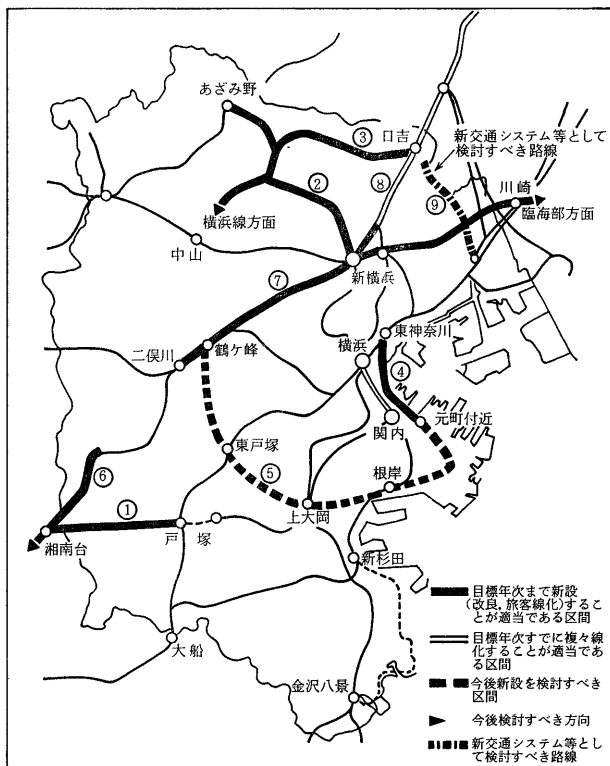 あざみ野
③
日吉
新交通システム等として
検討すべき路線
⑧
②
⑨
川崎
横浜線方面
臨海部方面
中山
新横浜
⑦
東神奈川
横浜
二俣川
鶴ケ峰
④
元町付近
関内
東戸塚
⑤
根岸
⑥
①
上大岡
湘南台
戸塚
新杉田
大船
金沢八景
目標年次まで新設
(改良,旅客線化)するこ
とが適当である区間
目標年次すでに複々線
化することが適当であ
る区間
今後新設を検討すべき
区間
今後検討すべき方向
新交通システム等とし
て検討すべき路線